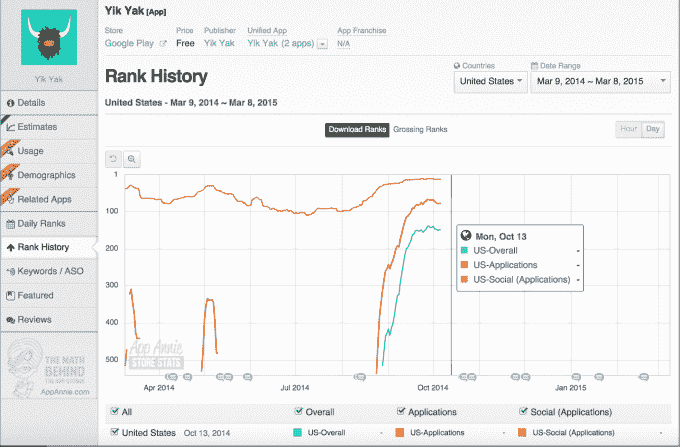 Yik Yak [App]
Store Price Publisher Unified App App Franchise
Google Play Free Yik Yak Yik Yak (2 apps) N/A
Yik Yak
Rank History
Countries Date Range
United States Mar 9, 2014 ~ Mar 8, 2015
United States - Mar 9, 2014 ~ Mar 8, 2015
Details
Estimates
Usage
Demographics
Related Apps
Daily Ranks
Rank History
Keywords / ASO
Featured
Reviews
THE MATH
BEHIND
THE APP STORES
AppAnnie.com
Download Ranks Grossing Ranks
Hour Day
1
100
200
300
400
500
Mon, Oct 13
US-Overall -
US-Applications -
US-Social (Applications) -
App Annie
STORE STATS
Apr 2014 Jul 2014 Oct 2014 Jan 2015
All Overall Applications Social (Applications)
United States Oct 13, 2014 US-Overall - US-Applications - US-Social (Applications) -